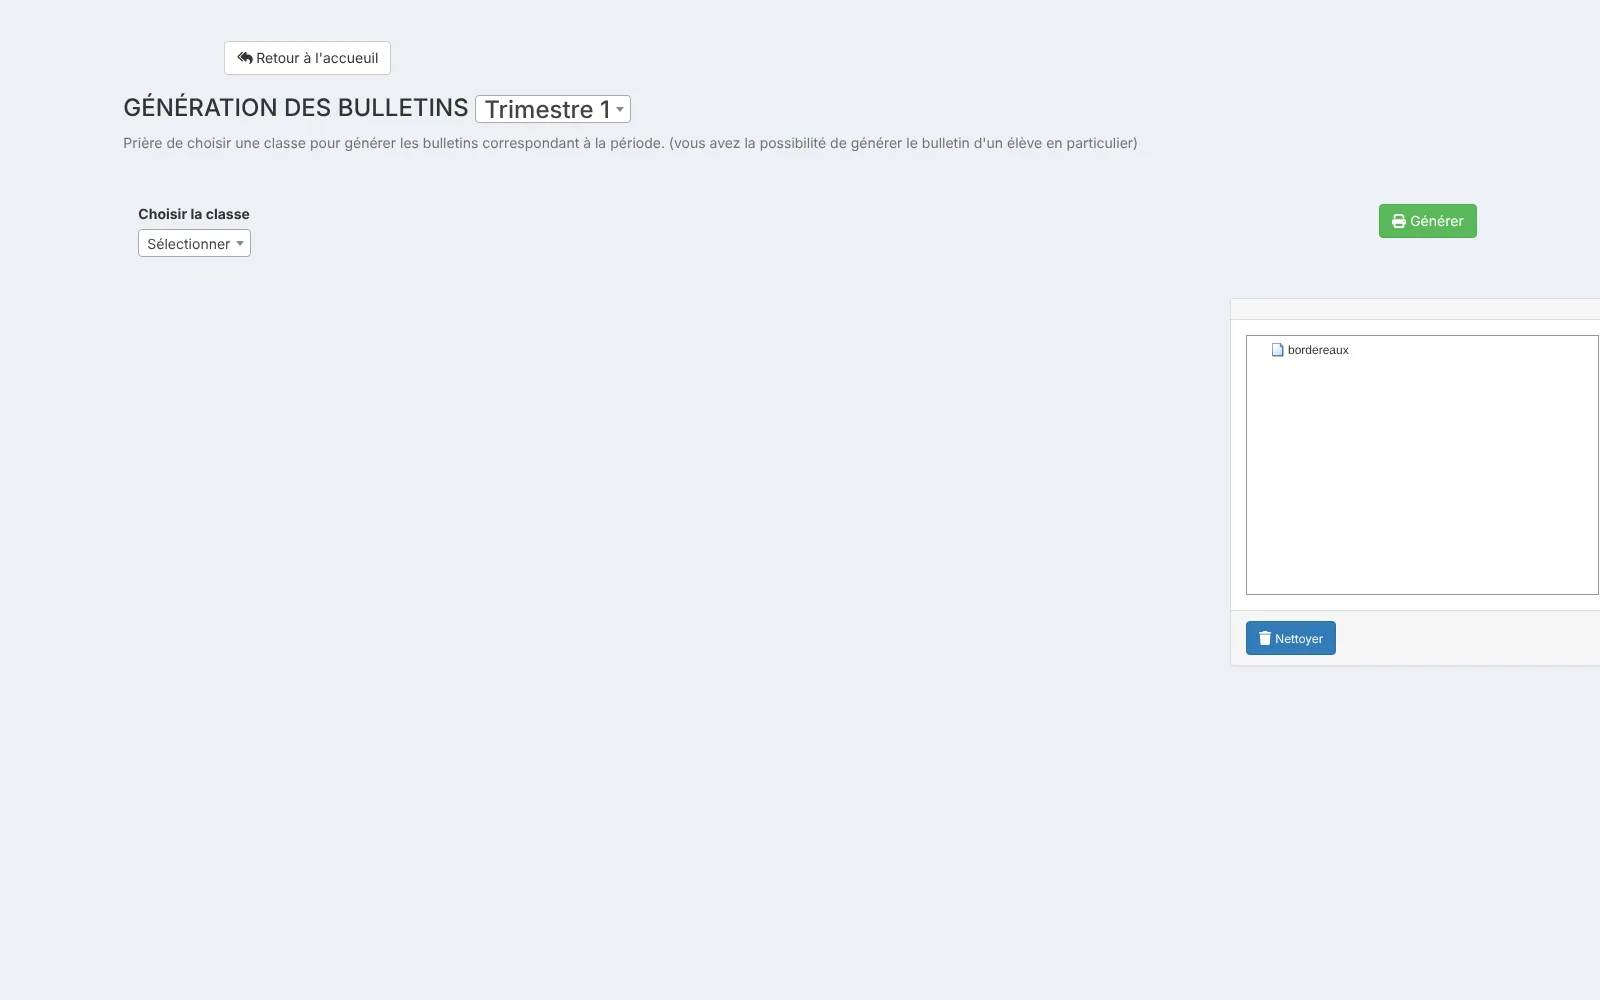 Retour à l'accueuil
GÉNÉRATION DES BULLETINS Trimestre 1
Prière de choisir une classe pour générer les bulletins correspondant à la période. (vous avez la possibilité de générer le bulletin d'un élève en particulier)
Choisir la classe
Sélectionner
Générer
bordereaux
Nettoyer